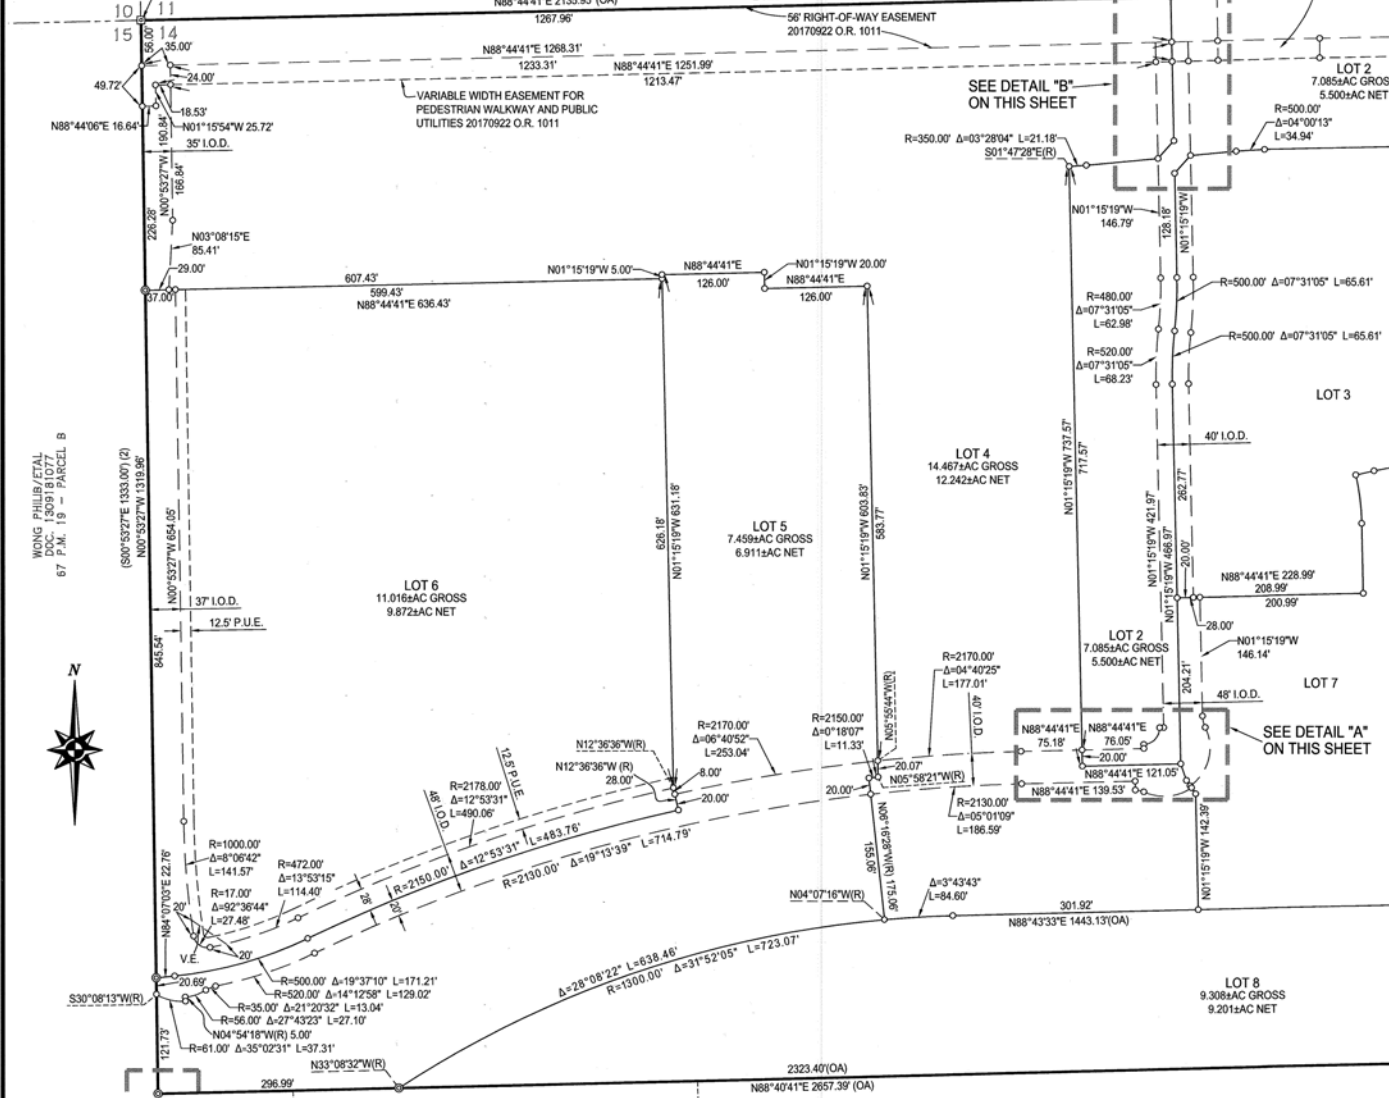 N88°44'41"E 2135.93' (OA)
1267.96'
10 11
15 14
56.00'
56' RIGHT-OF-WAY EASEMENT
20170922 O.R. 1011
35.00'
N88°44'41"E 1268.31'
1233.31'
N88°44'41"E 1251.99'
1213.47'
24.00'
49.72'
18.53'
N88°44'06"E 16.64'
N01°15'54"W 25.72'
VARIABLE WIDTH EASEMENT FOR
PEDESTRIAN WALKWAY AND PUBLIC
UTILITIES 20170922 O.R. 1011
SEE DETAIL "B"
ON THIS SHEET
LOT 2
7.085±AC GROS
5.500±AC NET
R=500.00'
Δ=04°00'13"
L=34.94'
R=350.00' Δ=03°28'04" L=21.18'
S01°47'28"E(R)
35' I.O.D.
190.84'
N00°53'27"W
166.84'
226.28'
N03°08'15"E
85.41'
29.00'
37.00'
607.43'
599.43'
N88°44'41"E 636.43'
N01°15'19"W 5.00'
N88°44'41"E
126.00'
N01°15'19"W 20.00'
N88°44'41"E
126.00'
N01°15'19"W
146.79'
128.18'
N01°15'19"W
R=480.00'
Δ=07°31'05"
L=62.98'
R=500.00' Δ=07°31'05" L=65.61'
R=520.00'
Δ=07°31'05"
L=68.23'
R=500.00' Δ=07°31'05" L=65.61'
LOT 3
40' I.O.D.
LOT 4
14.467±AC GROSS
12.242±AC NET
N01°15'19"W 737.57'
717.57'
262.77'
N01°15'19"W 421.97'
N01°15'19"W 466.97'
20.00'
WONG PHILIB/ETAL
DOC. 1309181077
67 P.M. 19 - PARCEL B
(S00°53'27"E 1333.00') (2)
N00°53'27"W 1319.96'
N00°53'27"W 654.05'
626.18'
N01°15'19"W 631.18'
N01°15'19"W 603.83'
583.77'
LOT 5
7.459±AC GROSS
6.911±AC NET
LOT 6
11.016±AC GROSS
9.872±AC NET
37' I.O.D.
12.5' P.U.E.
845.54'
N
N88°44'41"E 228.99'
208.99'
200.99'
28.00'
N01°15'19"W
146.14'
LOT 2
7.085±AC GROSS
5.500±AC NET
204.21'
LOT 7
48' I.O.D.
SEE DETAIL "A"
ON THIS SHEET
R=2170.00'
Δ=04°40'25"
L=177.01'
40' I.O.D.
N05°55'44"W(R)
N88°44'41"E
75.18'
N88°44'41"E
76.05'
20.00'
N88°44'41"E 121.05'
N88°44'41"E 139.53'
R=2150.00'
Δ=0°18'07"
L=11.33'
R=2170.00'
Δ=06°40'52"
L=253.04'
N12°36'36"W(R)
N12°36'36"W (R)
28.00'
8.00'
20.00'
20.07'
N05°58'21"W(R)
20.00'
R=2130.00'
Δ=05°01'09"
L=186.59'
12.5' P.U.E.
48' I.O.D.
R=2178.00'
Δ=12°53'31"
L=490.06'
R=2150.00' Δ=12°53'31" L=483.76'
R=2130.00' Δ=19°13'39" L=714.79'
28'
20'
R=1000.00'
Δ=8°06'42"
L=141.57'
R=472.00'
Δ=13°53'15"
L=114.40'
R=17.00'
Δ=92°36'44"
L=27.48'
20'
N84°07'03"E 22.76'
V.E.
20'
N06°16'28"W(R) 175.06'
155.06'
N04°07'16"W(R)
Δ=3°43'43"
L=84.60'
N01°15'19"W 142.39'
301.92'
N88°43'33"E 1443.13'(OA)
20.69'
S30°08'13"W(R)
R=500.00' Δ=19°37'10" L=171.21'
R=520.00' Δ=14°12'58" L=129.02'
R=35.00' Δ=21°20'32" L=13.04'
R=56.00' Δ=27°43'23" L=27.10'
N04°54'18"W(R) 5.00'
R=61.00' Δ=35°02'31" L=37.31'
121.73'
Δ=28°08'22" L=638.46'
R=1300.00' Δ=31°52'05" L=723.07'
LOT 8
9.308±AC GROSS
9.201±AC NET
N33°08'32"W(R)
296.99'
2323.40'(OA)
N88°40'41"E 2657.39' (OA)